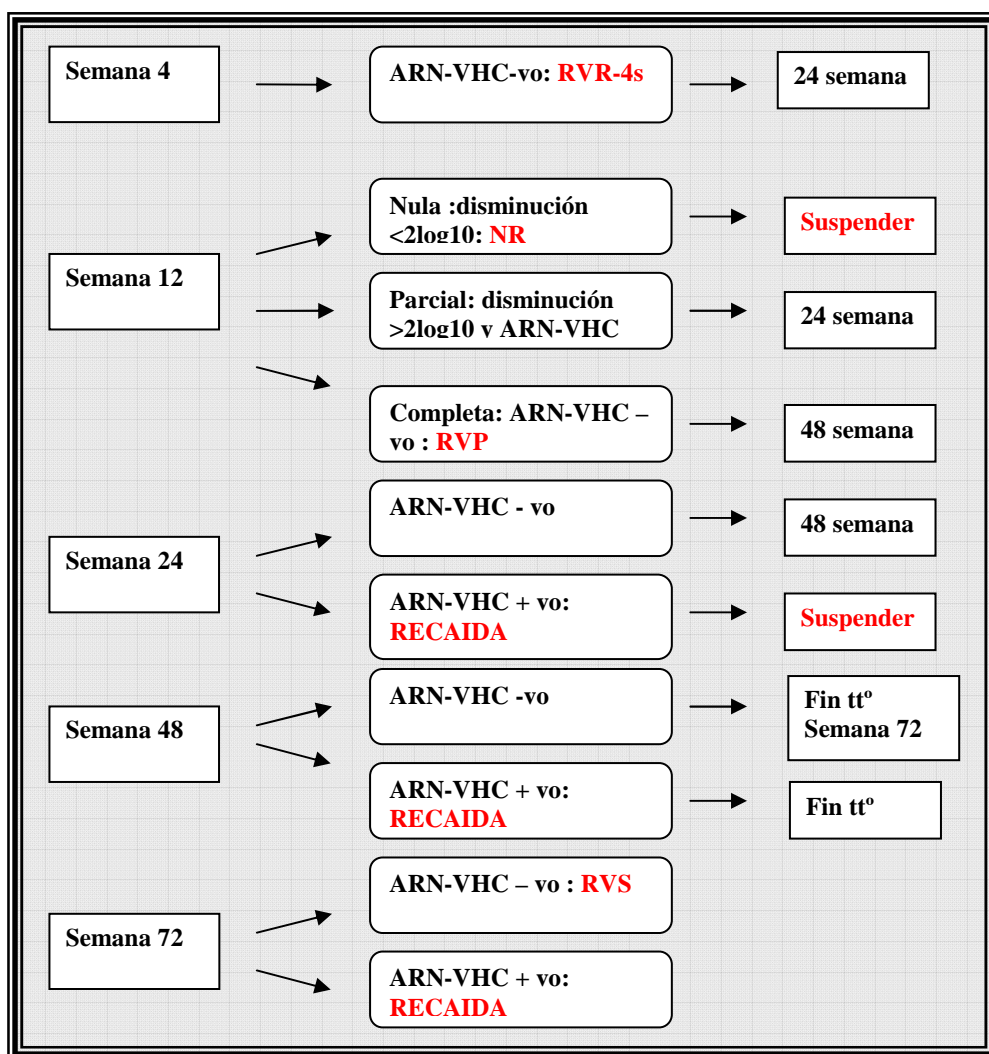 Semana 4
ARN-VHC-vo: RVR-4s
24 semana
Semana 12
Nula :disminución
<2log10: NR
Suspender
Parcial: disminución
>2log10 y ARN-VHC
24 semana
Completa: ARN-VHC –
vo : RVP
48 semana
Semana 24
ARN-VHC - vo
48 semana
ARN-VHC + vo:
RECAIDA
Suspender
Semana 48
ARN-VHC -vo
Fin ttº
Semana 72
ARN-VHC + vo:
RECAIDA
Fin ttº
Semana 72
ARN-VHC – vo : RVS
ARN-VHC + vo:
RECAIDA